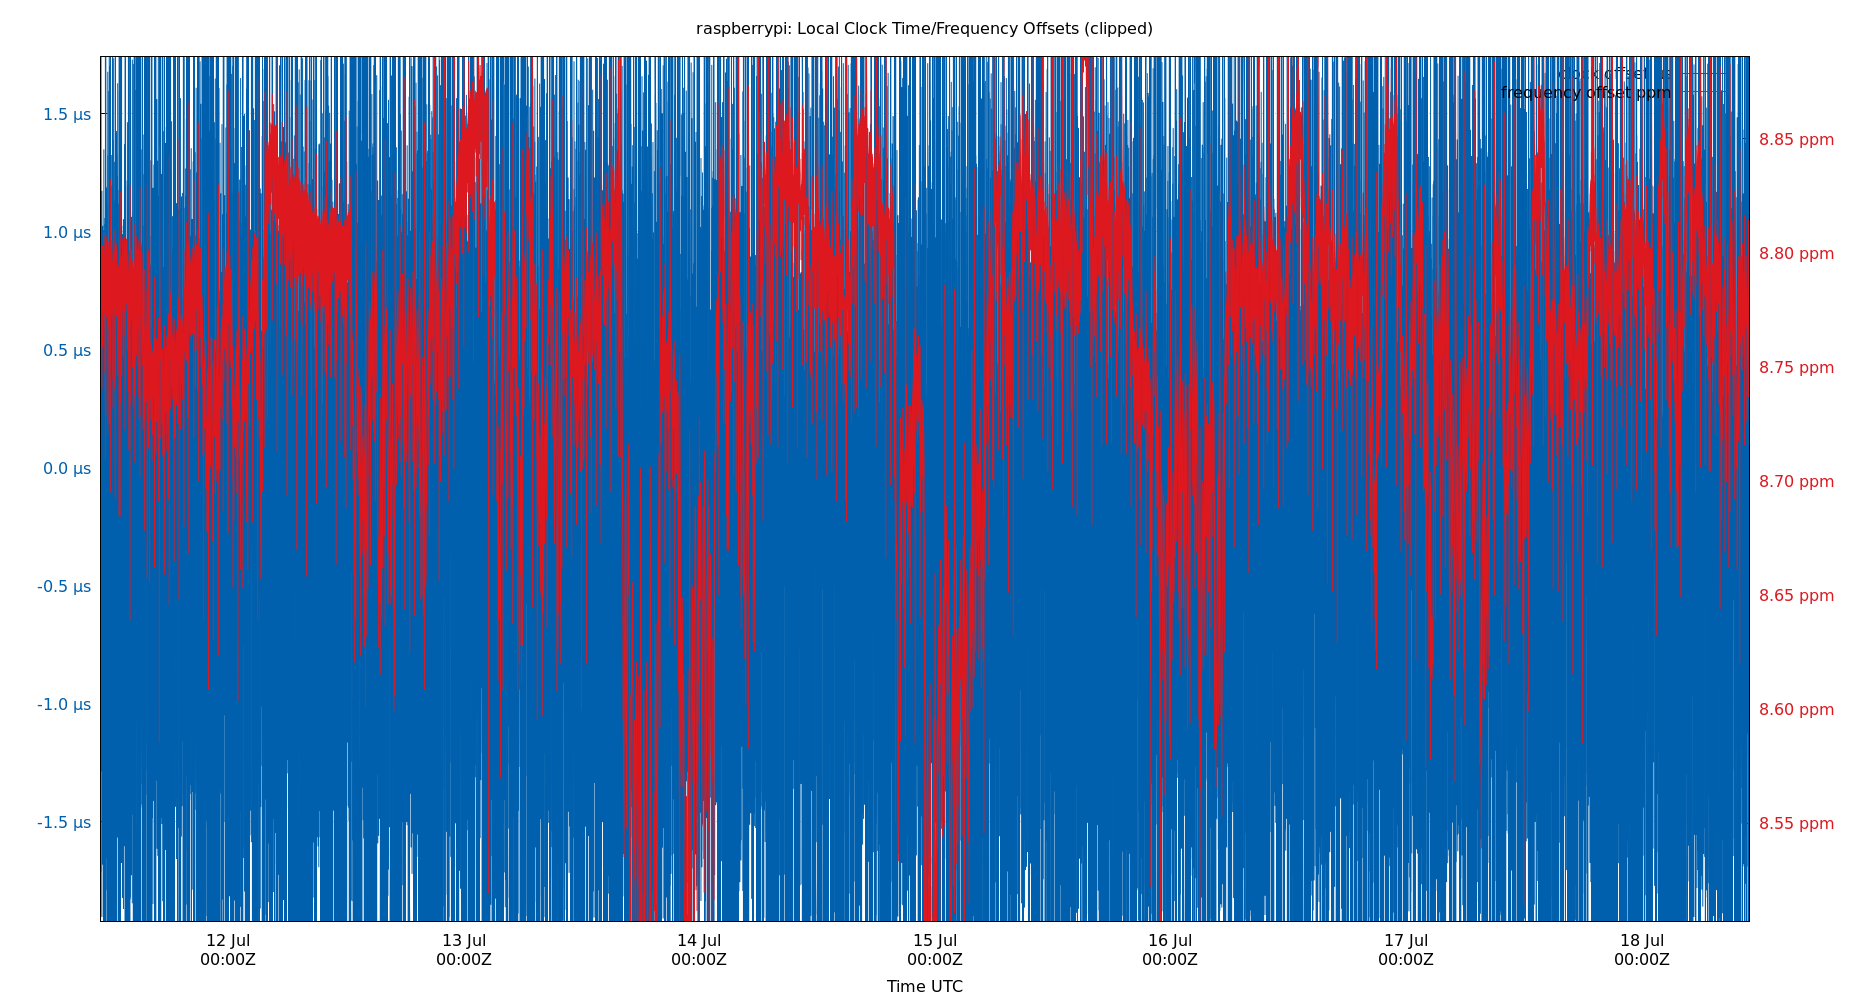 raspberrypi: Local Clock Time/Frequency Offsets (clipped)
clock offset µs
frequency offset ppm
1.5 µs
1.0 µs
0.5 µs
0.0 µs
-0.5 µs
-1.0 µs
-1.5 µs
8.85 ppm
8.80 ppm
8.75 ppm
8.70 ppm
8.65 ppm
8.60 ppm
8.55 ppm
12 Jul
00:00Z
13 Jul
00:00Z
14 Jul
00:00Z
15 Jul
00:00Z
16 Jul
00:00Z
17 Jul
00:00Z
18 Jul
00:00Z
Time UTC